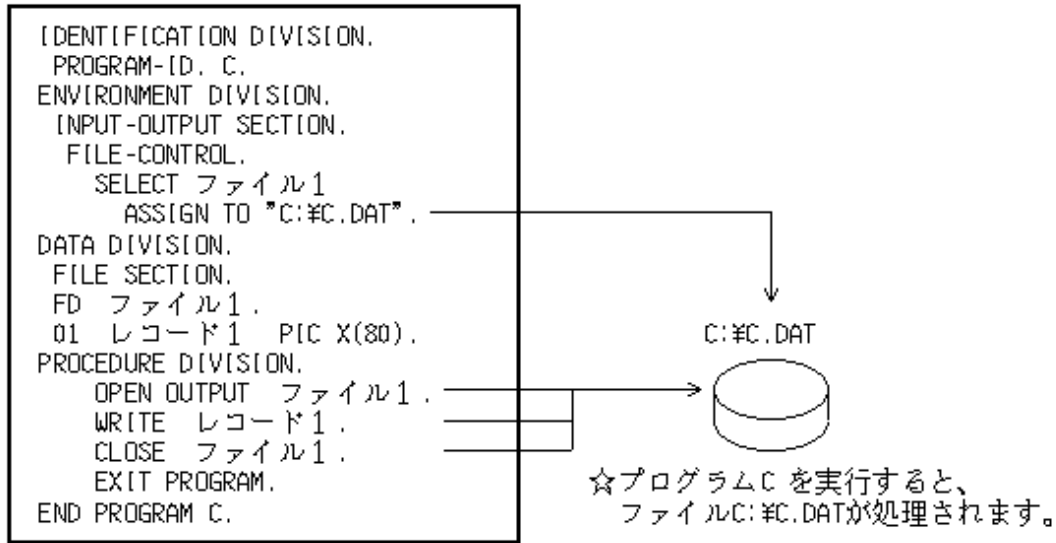 IDENTIFICATION DIVISION.
PROGRAM-ID. C.
ENVIRONMENT DIVISION.
INPUT-OUTPUT SECTION.
FILE-CONTROL.
SELECT ファイル1
ASSIGN TO "C:¥C.DAT".
DATA DIVISION.
FILE SECTION.
FD ファイル1.
01 レコード1 PIC X(80).
PROCEDURE DIVISION.
OPEN OUTPUT ファイル1.
WRITE レコード1.
CLOSE ファイル1.
EXIT PROGRAM.
END PROGRAM C.
C:¥C.DAT
☆プログラムC を実行すると、
ファイルC:¥C.DATが処理されます。